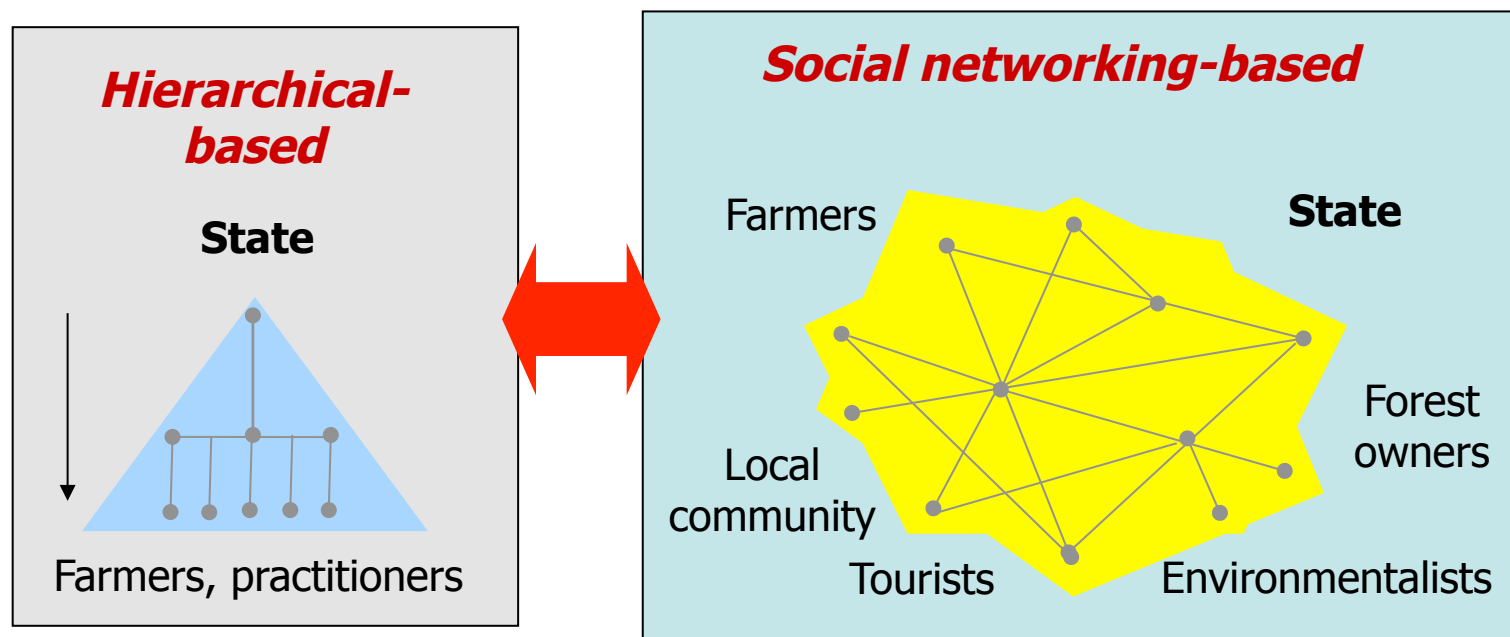 Hierarchical-
based
State
Farmers, practitioners
Social networking-based
Farmers
State
Forest
owners
Local
community
Tourists
Environmentalists